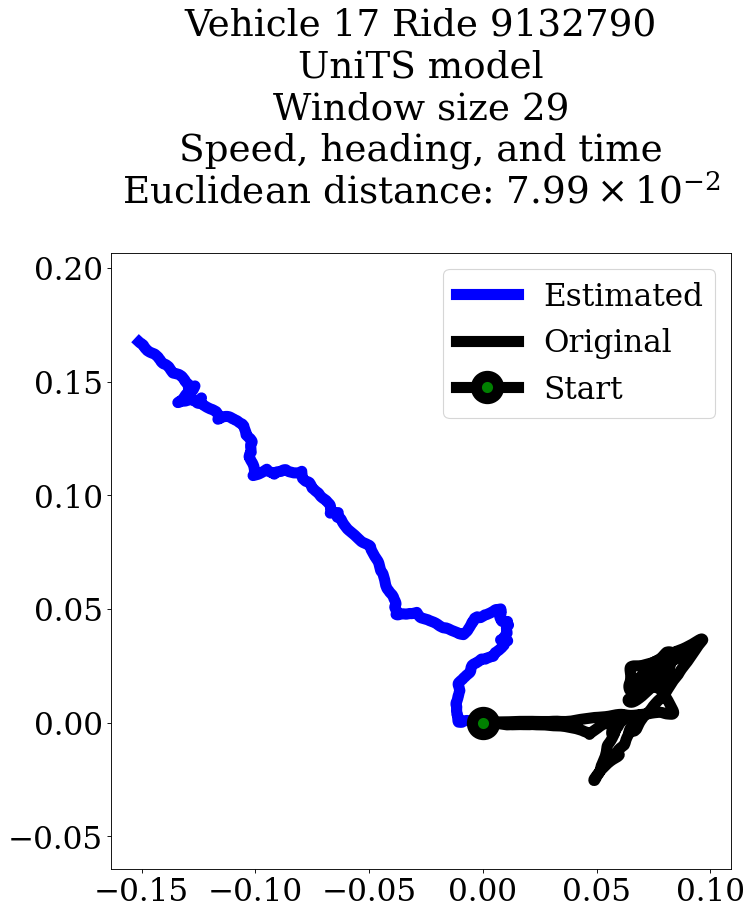 Vehicle 17 Ride 9132790
UniTS model
Window size 29
Speed, heading, and time
Euclidean distance: 7.99 × 10⁻²
Estimated
Original
Start
0.20
0.15
0.10
0.05
0.00
−0.05
−0.15 −0.10 −0.05 0.00 0.05 0.10